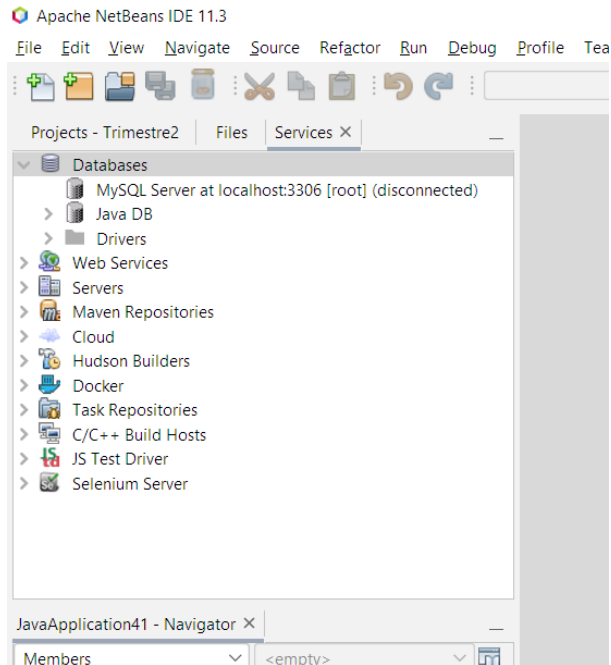 Apache NetBeans IDE 11.3
File Edit View Navigate Source Refactor Run Debug Profile Tea
Projects - Trimestre2 Files Services
Databases
MySQL Server at localhost:3306 [root] (disconnected)
Java DB
Drivers
Web Services
Servers
Maven Repositories
Cloud
Hudson Builders
Docker
Task Repositories
C/C++ Build Hosts
JS Test Driver
Selenium Server
JavaApplication41 - Navigator
Members <empty>